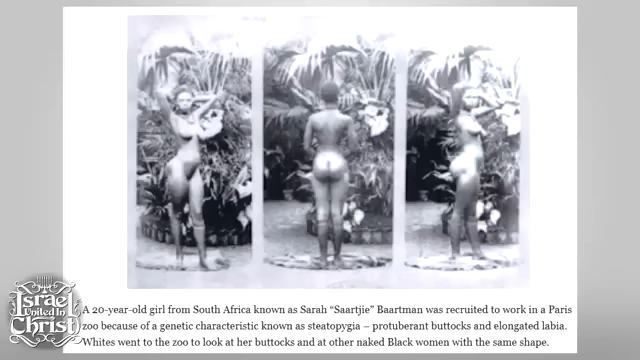 A 20-year-old girl from South Africa known as Sarah “Saartjie” Baartman was recruited to work in a Paris
zoo because of a genetic characteristic known as steatopygia – protuberant buttocks and elongated labia.
Whites went to the zoo to look at her buttocks and at other naked Black women with the same shape.
Israel
United In
Christ